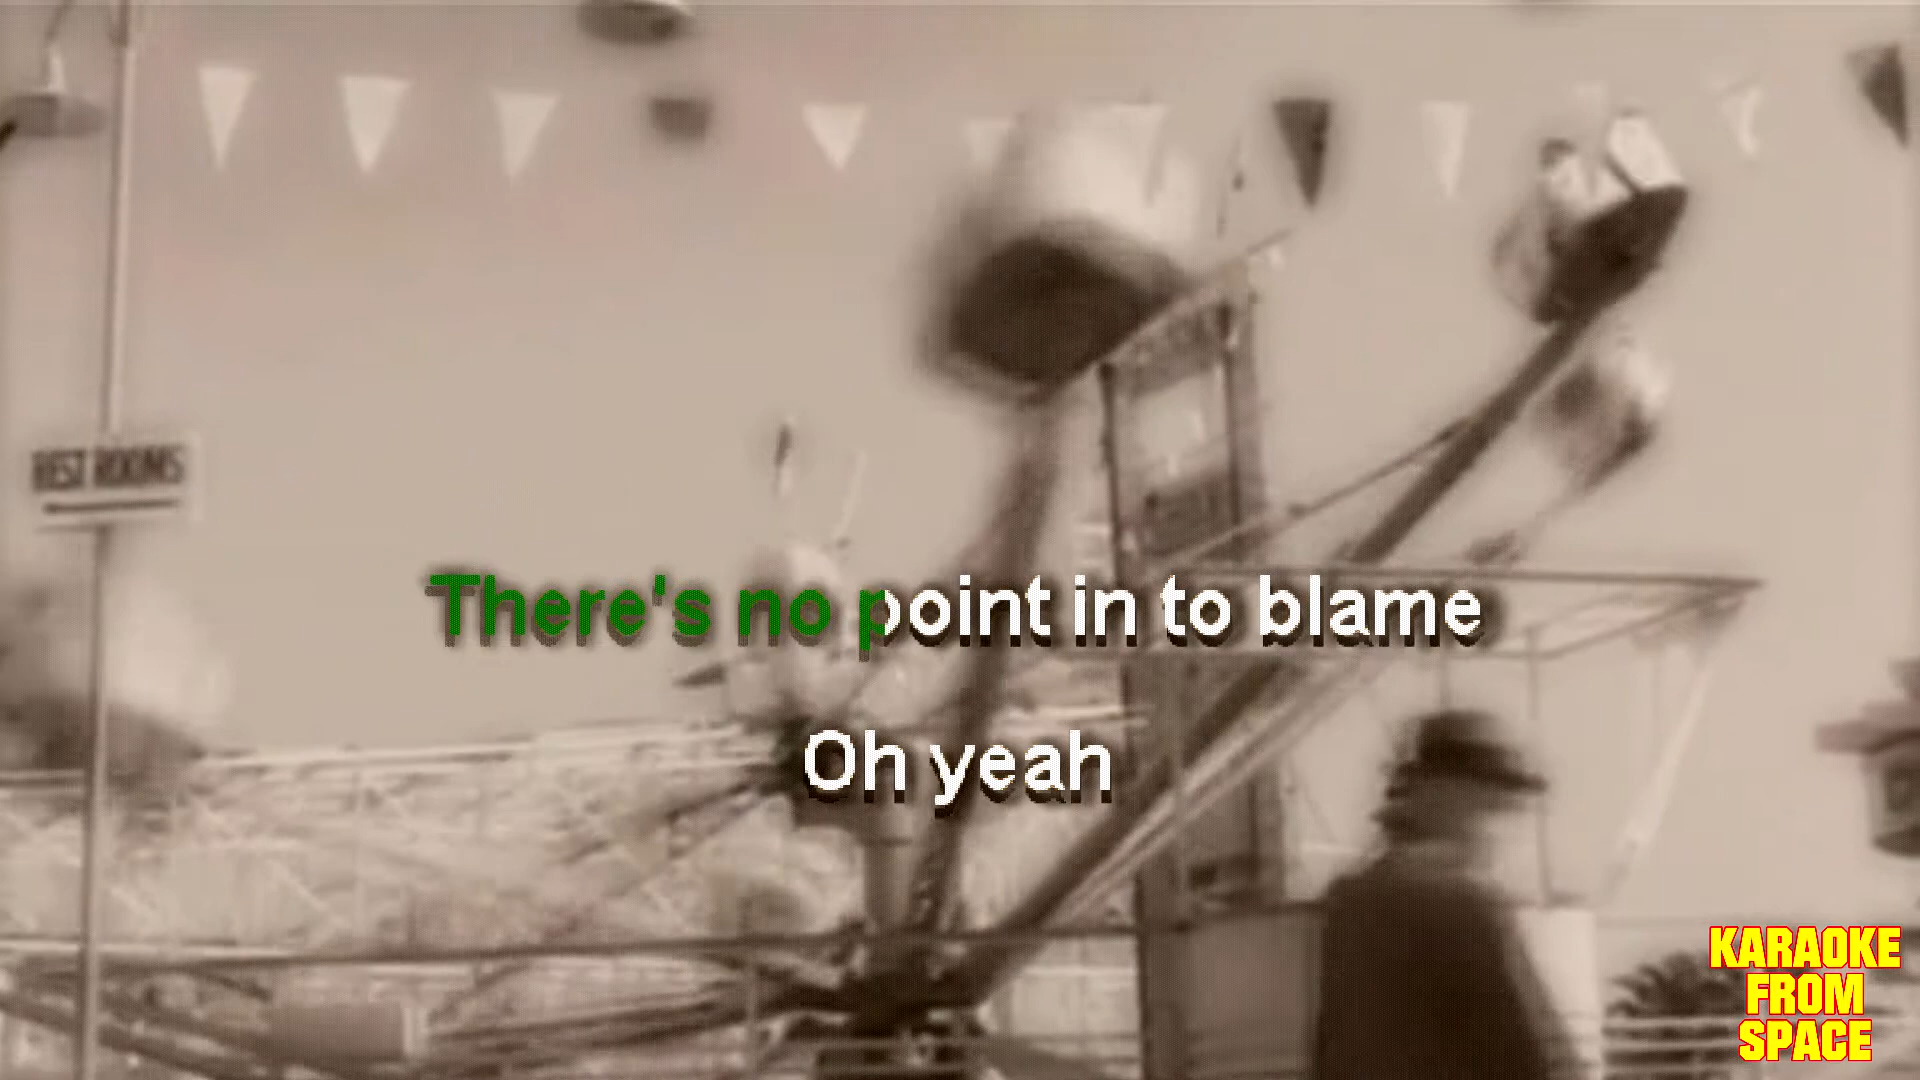 REST ROOMS
There's no point in to blame
Oh yeah
KARAOKE
FROM
SPACE